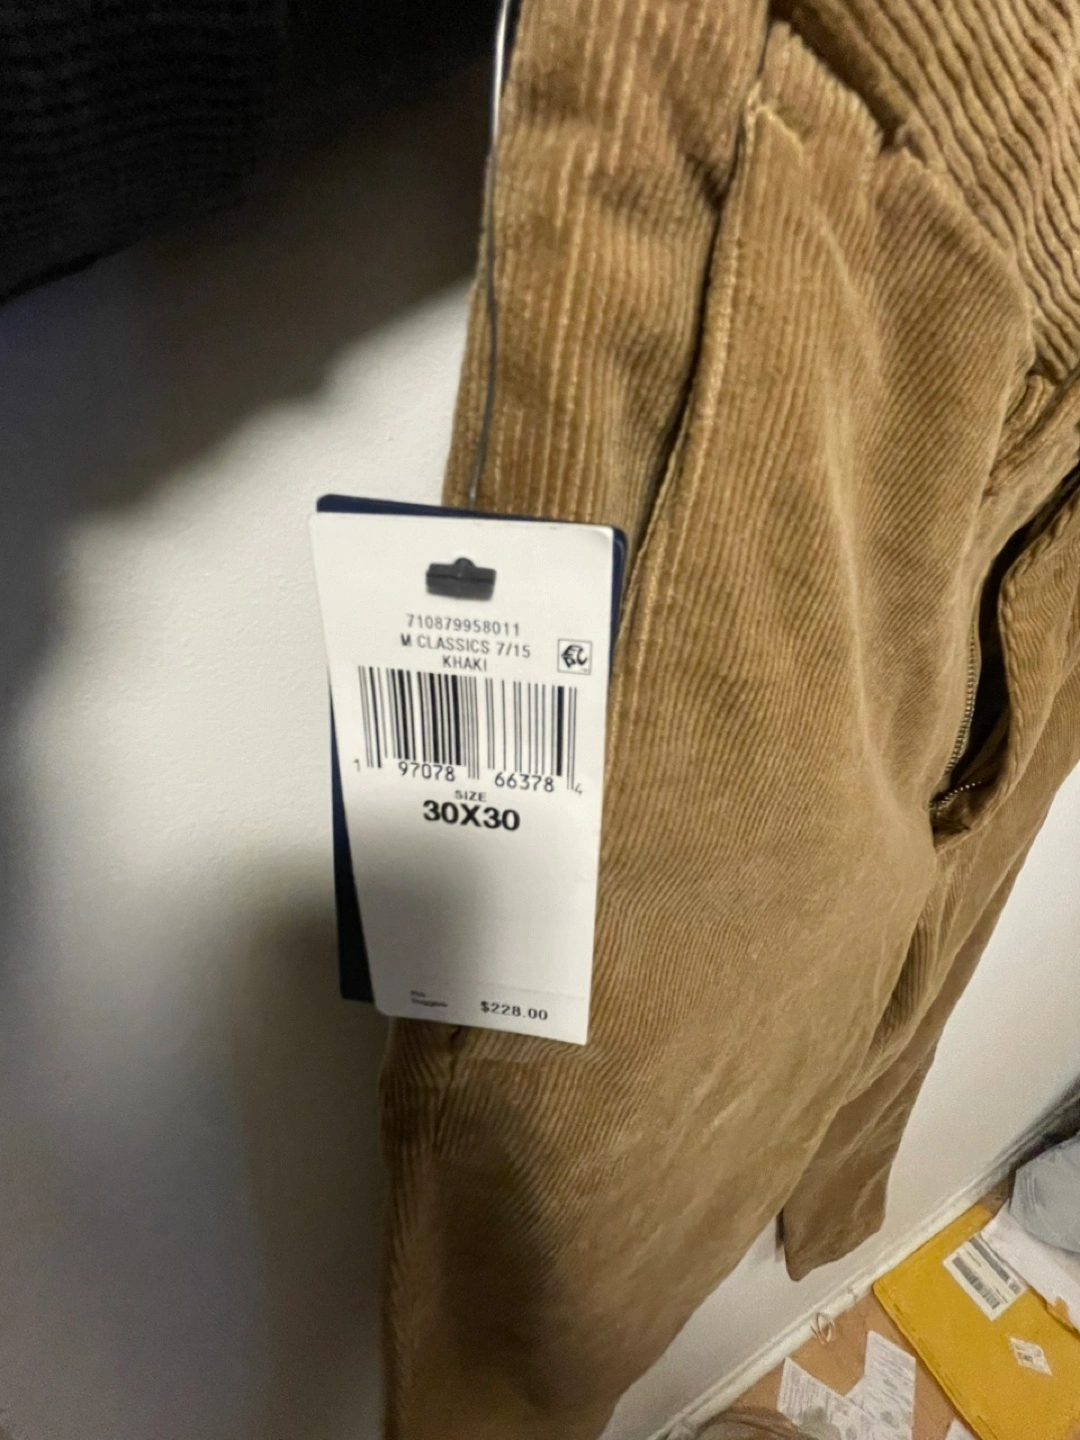 710879958011
M CLASSICS 7/15
KHAKI
1 97078 66378 4
SIZE
30X30
$228.00